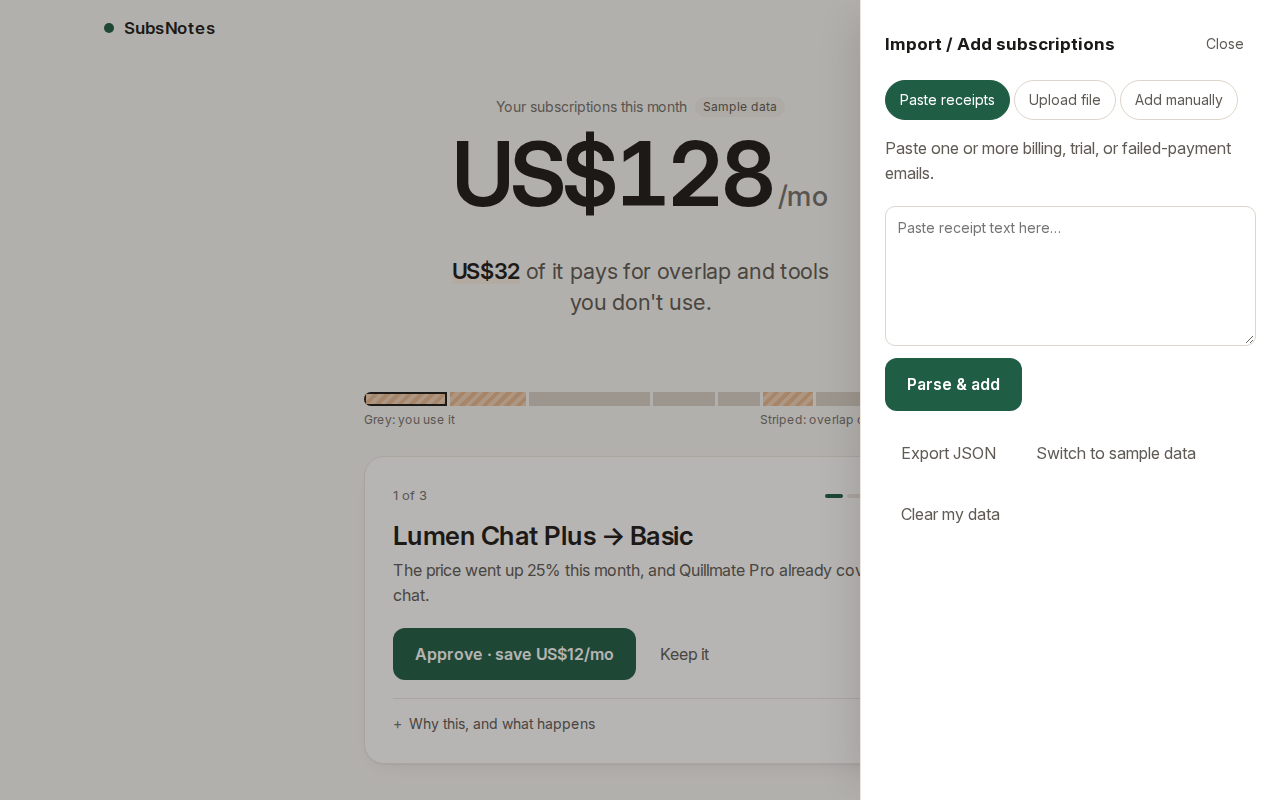 SubsNotes
Your subscriptions this month Sample data
US$128/mo
US$32 of it pays for overlap and tools
you don't use.
Grey: you use it
Striped: overlap
1 of 3
Lumen Chat Plus → Basic
The price went up 25% this month, and Quillmate Pro already
chat.
Approve · save US$12/mo
Keep it
+ Why this, and what happens
Import / Add subscriptions
Close
Paste receipts
Upload file
Add manually
Paste one or more billing, trial, or failed-payment
emails.
Paste receipt text here…
Parse & add
Export JSON
Switch to sample data
Clear my data